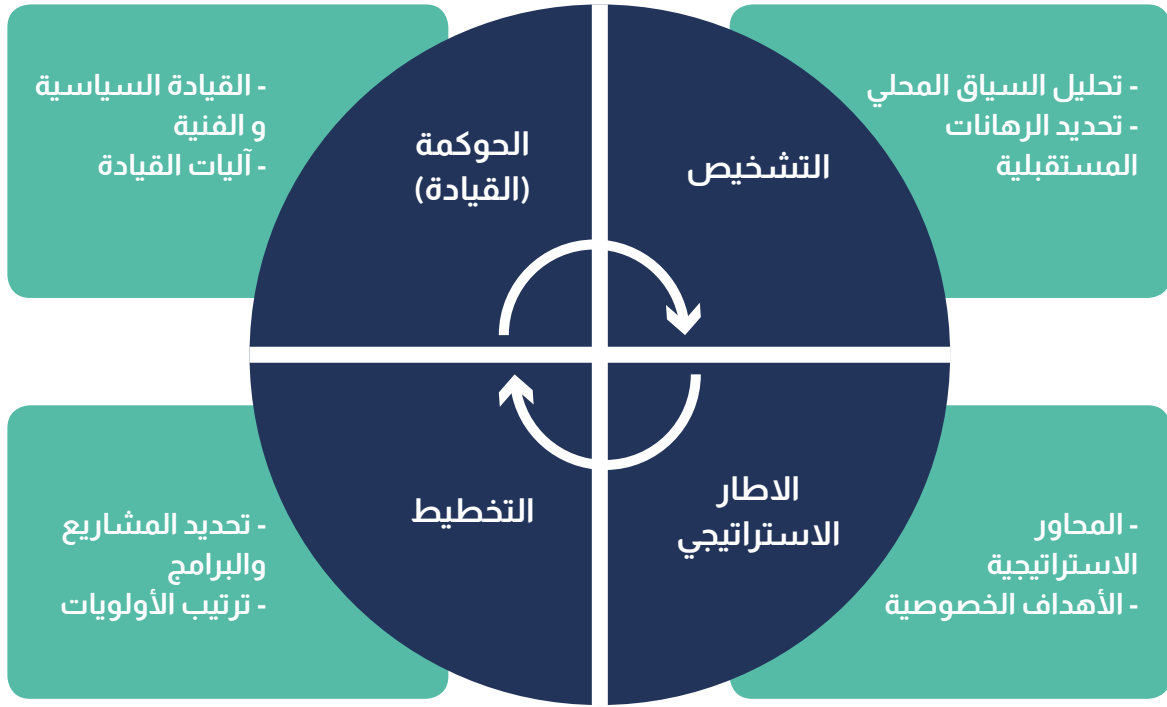 - تحليل السياق المحلي
- تحديد الرهانات
المستقبلية
التشخيص
الحوكمة
(القيادة)
- القيادة السياسية
و الفنية
- آليات القيادة
- المحاور
الاستراتيجية
- الأهداف الخصوصية
الاطار
الاستراتيجي
التخطيط
- تحديد المشاريع
والبرامج
- ترتيب الأولويات